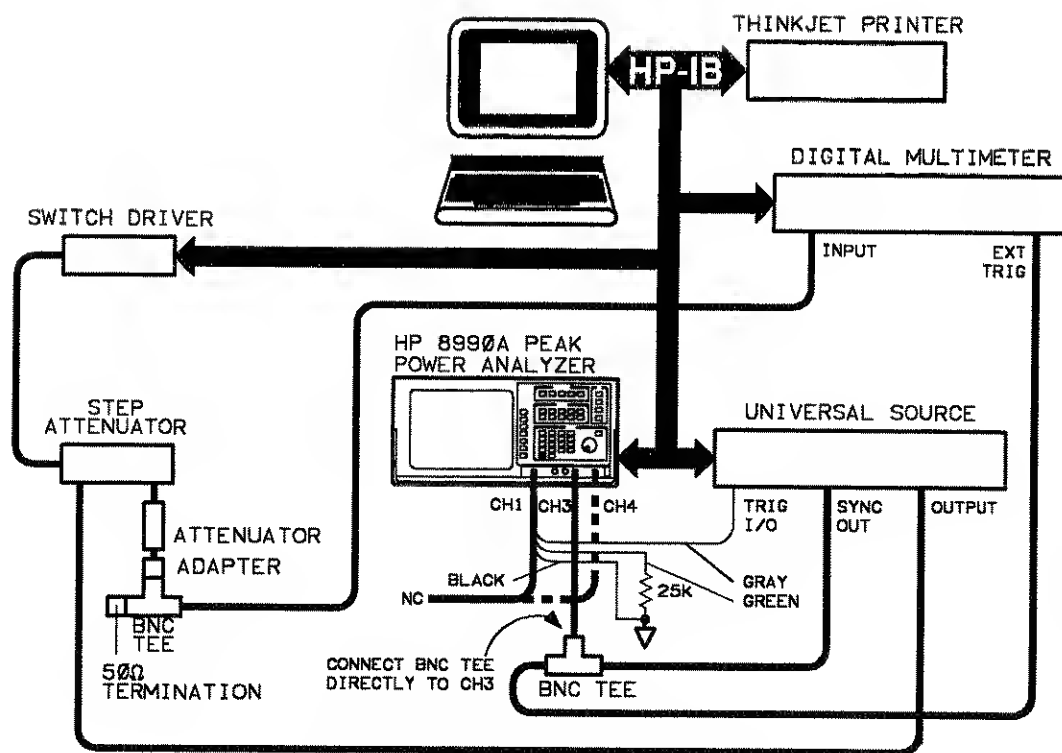 THINKJET PRINTER
HP-IB
DIGITAL MULTIMETER
SWITCH DRIVER
INPUT
EXT
TRIG
HP 8990A PEAK
POWER ANALYZER
STEP
ATTENUATOR
UNIVERSAL SOURCE
CH1
CH3
CH4
TRIG
I/O
SYNC
OUT
OUTPUT
ATTENUATOR
ADAPTER
BLACK
GRAY
GREEN
25K
NC
BNC
TEE
50Ω
TERMINATION
CONNECT BNC TEE
DIRECTLY TO CH3
BNC TEE